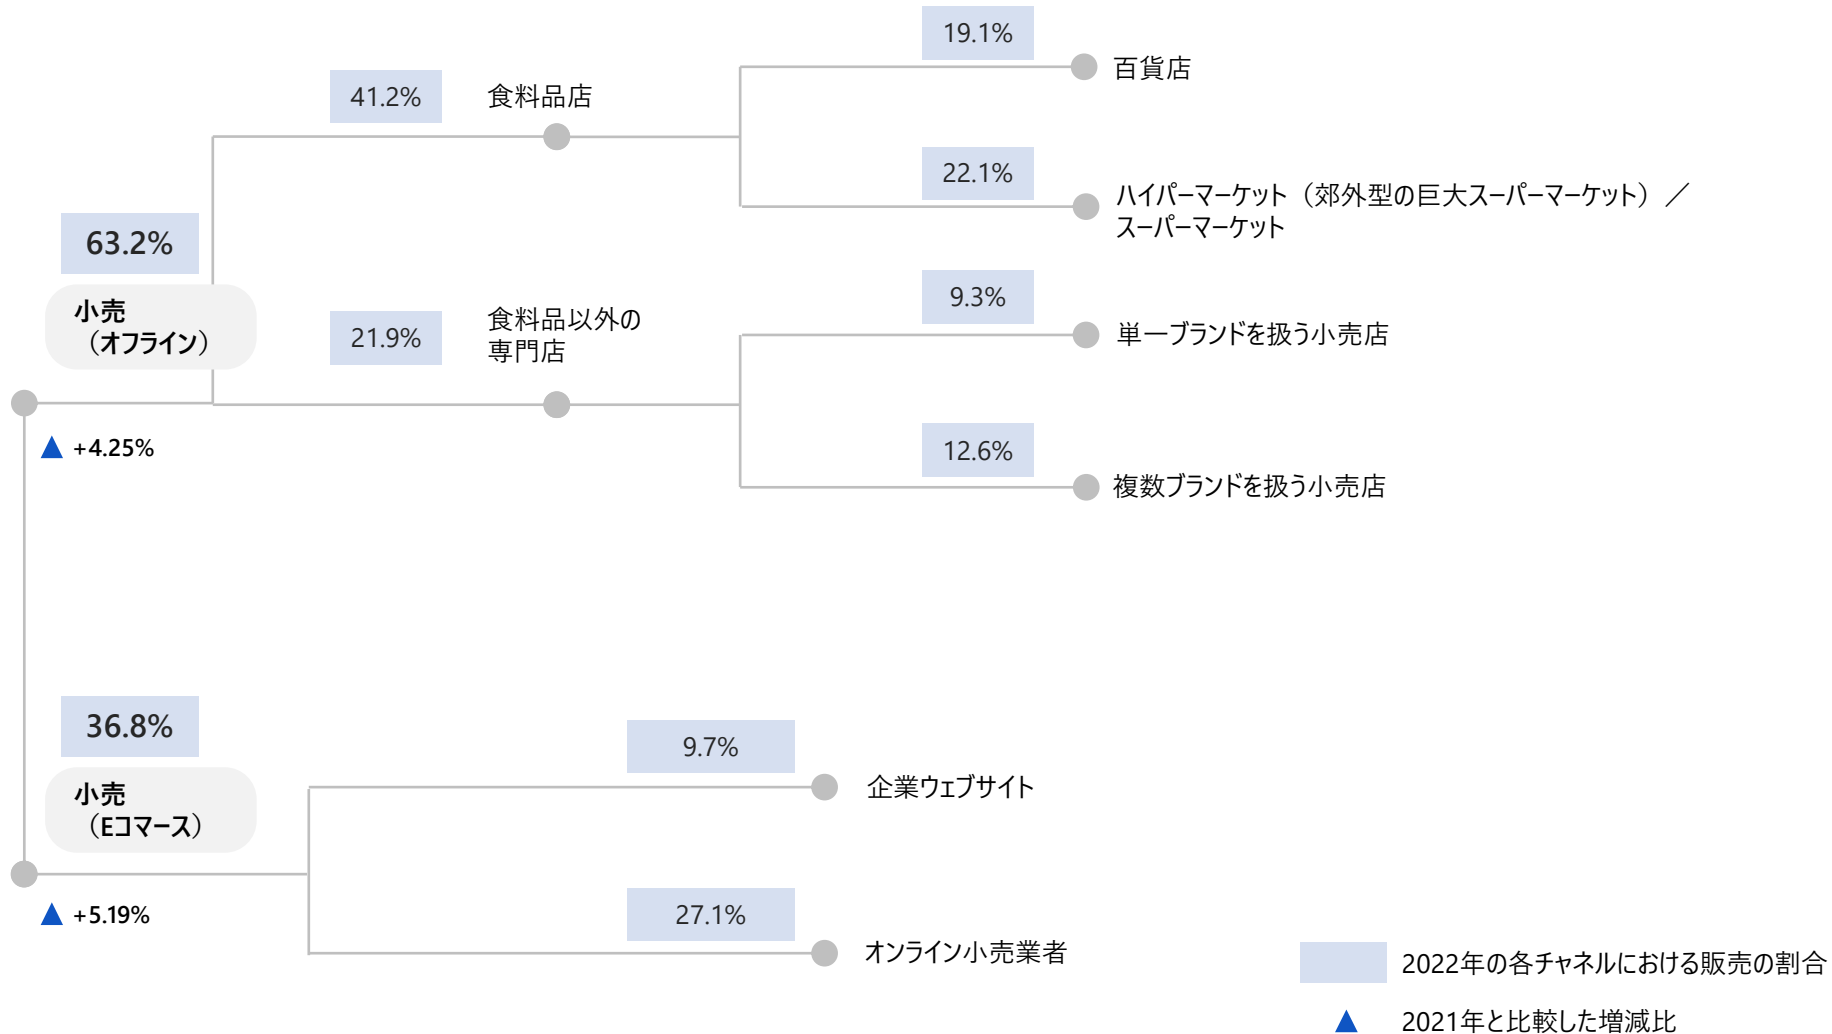 19.1%
百貨店
41.2%
食料品店
22.1%
ハイパーマーケット（郊外型の巨大スーパーマーケット）／
スーパーマーケット
63.2%
小売
（オフライン）
9.3%
単一ブランドを扱う小売店
21.9%
食料品以外の
専門店
12.6%
複数ブランドを扱う小売店
▲ +4.25%
36.8%
小売
（Eコマース）
9.7%
企業ウェブサイト
27.1%
オンライン小売業者
▲ +5.19%
2022年の各チャネルにおける販売の割合
▲ 2021年と比較した増減比